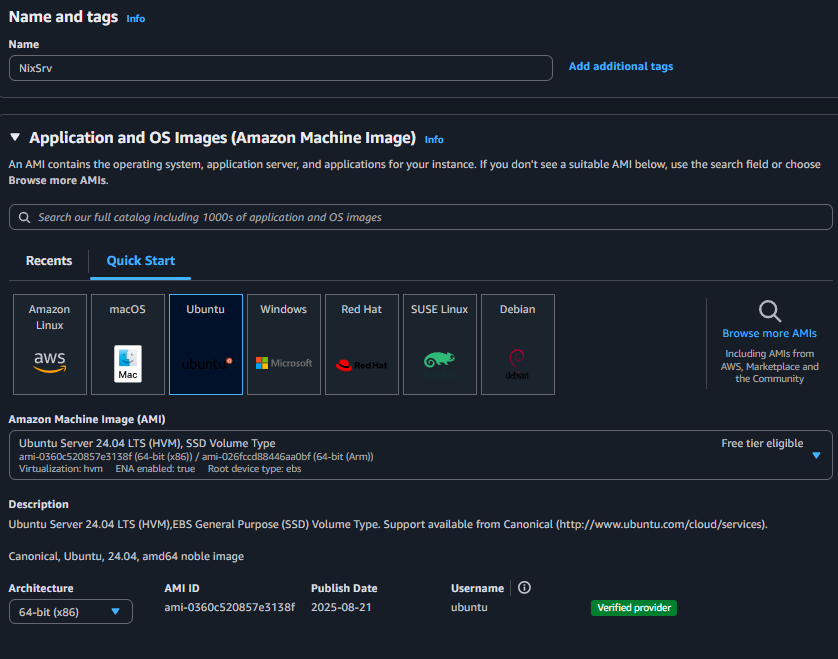 Name and tags Info
Name
NixSrv
Add additional tags
Application and OS Images (Amazon Machine Image) Info
An AMI contains the operating system, application server, and applications for your instance. If you don't see a suitable AMI below, use the search field or choose
Browse more AMIs.
Search our full catalog including 1000s of application and OS images
Recents
Quick Start
Amazon
Linux
aws
macOS
Mac
Ubuntu
ubuntu
Windows
Microsoft
Red Hat
Red Hat
SUSE Linux
Debian
debian
Browse more AMIs
Including AMIs from
AWS, Marketplace and
the Community
Amazon Machine Image (AMI)
Ubuntu Server 24.04 LTS (HVM), SSD Volume Type
Free tier eligible
ami-0360c520857e3138f (64-bit (x86)) / ami-026fccd88446aa0bf (64-bit (Arm))
Virtualization: hvm ENA enabled: true Root device type: ebs
Description
Ubuntu Server 24.04 LTS (HVM),EBS General Purpose (SSD) Volume Type. Support available from Canonical (http://www.ubuntu.com/cloud/services).
Canonical, Ubuntu, 24.04, amd64 noble image
Architecture
64-bit (x86)
AMI ID
ami-0360c520857e3138f
Publish Date
2025-08-21
Username
ubuntu
Verified provider